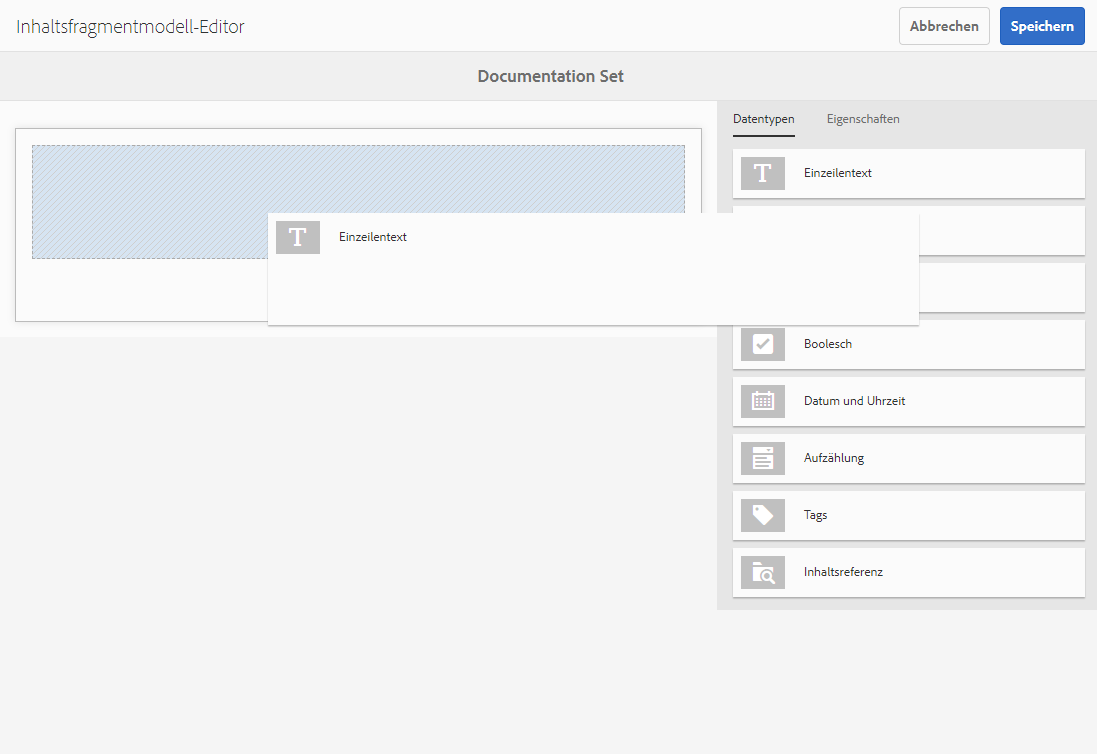 Inhaltsfragmentmodell-Editor
Abbrechen
Speichern
Documentation Set
Datentypen
Eigenschaften
T Einzeilentext
T Einzeilentext
Boolesch
Datum und Uhrzeit
Aufzählung
Tags
Inhaltsreferenz